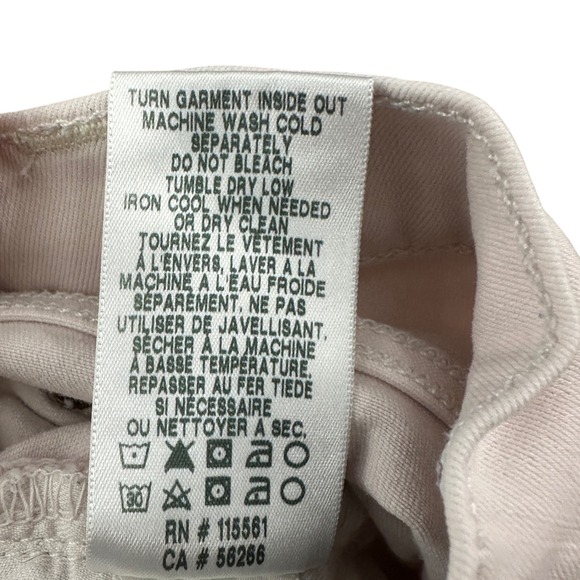 TURN GARMENT INSIDE OUT
MACHINE WASH COLD
SEPARATELY
DO NOT BLEACH
TUMBLE DRY LOW
IRON COOL WHEN NEEDED
OR DRY CLEAN
TOURNEZ LE VÊTEMENT
À L'ENVERS, LAVER A LA
MACHINE A L'EAU FROIDE
SÉPARÉMENT, NE PAS
UTILISER DE JAVELLISANT,
SÉCHER À LA MACHINE
À BASSE TEMPÉRATURE,
REPASSER AU FER TIEDE
SI NÉCESSAIRE
OU NETTOYER A SEC.
30
RN # 115561
CA # 56266